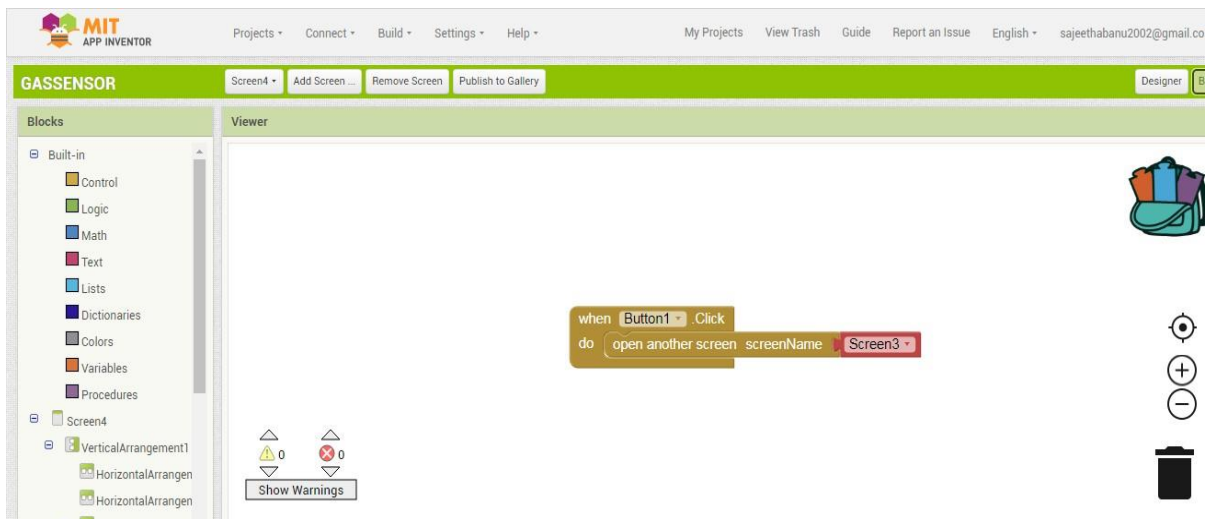 MIT
APP INVENTOR
Projects
Connect
Build
Settings
Help
My Projects
View Trash
Guide
Report an Issue
English
sajeethabanu2002@gmail.co
GASSENSOR
Screen4
Add Screen ...
Remove Screen
Publish to Gallery
Designer
B
Blocks
Viewer
Built-in
Control
Logic
Math
Text
Lists
Dictionaries
Colors
Variables
Procedures
Screen4
VerticalArrangement1
HorizontalArrangen
HorizontalArrangen
when Button1 .Click
do open another screen screenName Screen3
0 0
Show Warnings